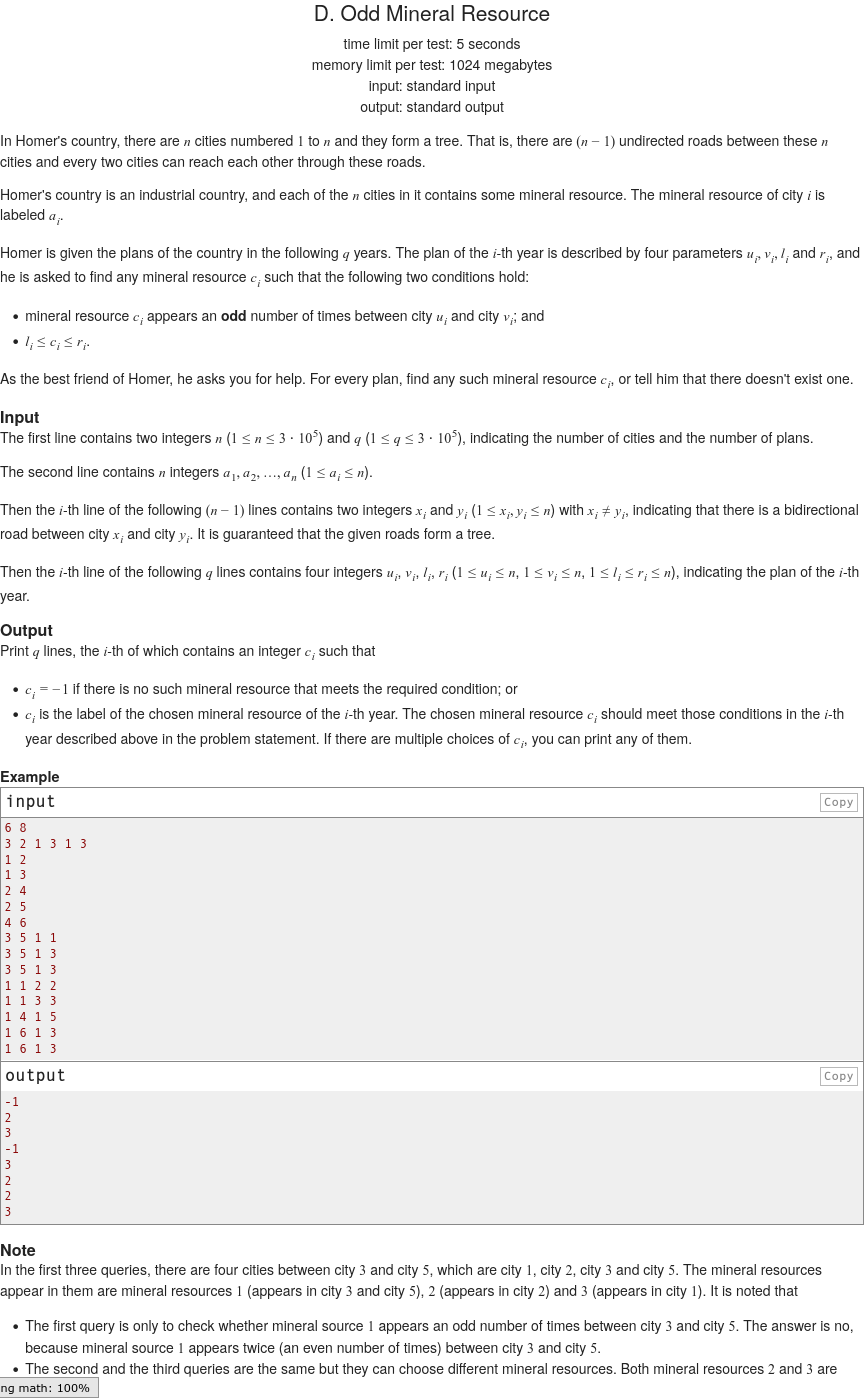 D. Odd Mineral Resource
time limit per test: 5 seconds
memory limit per test: 1024 megabytes
input: standard input
output: standard output
In Homer's country, there are n cities numbered 1 to n and they form a tree. That is, there are (n − 1) undirected roads between these n
cities and every two cities can reach each other through these roads.
Homer's country is an industrial country, and each of the n cities in it contains some mineral resource. The mineral resource of city i is
labeled a_i.
Homer is given the plans of the country in the following q years. The plan of the i-th year is described by four parameters u_i, v_i, l_i and r_i, and
he is asked to find any mineral resource c_i such that the following two conditions hold:
• mineral resource c_i appears an odd number of times between city u_i and city v_i; and
• l_i ≤ c_i ≤ r_i.
As the best friend of Homer, he asks you for help. For every plan, find any such mineral resource c_i, or tell him that there doesn't exist one.
Input
The first line contains two integers n (1 ≤ n ≤ 3 · 10^5) and q (1 ≤ q ≤ 3 · 10^5), indicating the number of cities and the number of plans.
The second line contains n integers a_1, a_2, …, a_n (1 ≤ a_i ≤ n).
Then the i-th line of the following (n − 1) lines contains two integers x_i and y_i (1 ≤ x_i, y_i ≤ n) with x_i ≠ y_i, indicating that there is a bidirectional
road between city x_i and city y_i. It is guaranteed that the given roads form a tree.
Then the i-th line of the following q lines contains four integers u_i, v_i, l_i, r_i (1 ≤ u_i ≤ n, 1 ≤ v_i ≤ n, 1 ≤ l_i ≤ r_i ≤ n), indicating the plan of the i-th
year.
Output
Print q lines, the i-th of which contains an integer c_i such that
• c_i = −1 if there is no such mineral resource that meets the required condition; or
• c_i is the label of the chosen mineral resource of the i-th year. The chosen mineral resource c_i should meet those conditions in the i-th
year described above in the problem statement. If there are multiple choices of c_i, you can print any of them.
Example
input Copy
6 8
3 2 1 3 1 3
1 2
1 3
2 4
2 5
4 6
3 5 1 1
3 5 1 3
3 5 1 3
1 1 2 2
1 1 3 3
1 4 1 5
1 6 1 3
1 6 1 3
output Copy
-1
2
3
-1
3
2
2
3
Note
In the first three queries, there are four cities between city 3 and city 5, which are city 1, city 2, city 3 and city 5. The mineral resources
appear in them are mineral resources 1 (appears in city 3 and city 5), 2 (appears in city 2) and 3 (appears in city 1). It is noted that
• The first query is only to check whether mineral source 1 appears an odd number of times between city 3 and city 5. The answer is no,
because mineral source 1 appears twice (an even number of times) between city 3 and city 5.
• The second and the third queries are the same but they can choose different mineral resources. Both mineral resources 2 and 3 are
ng math: 100%